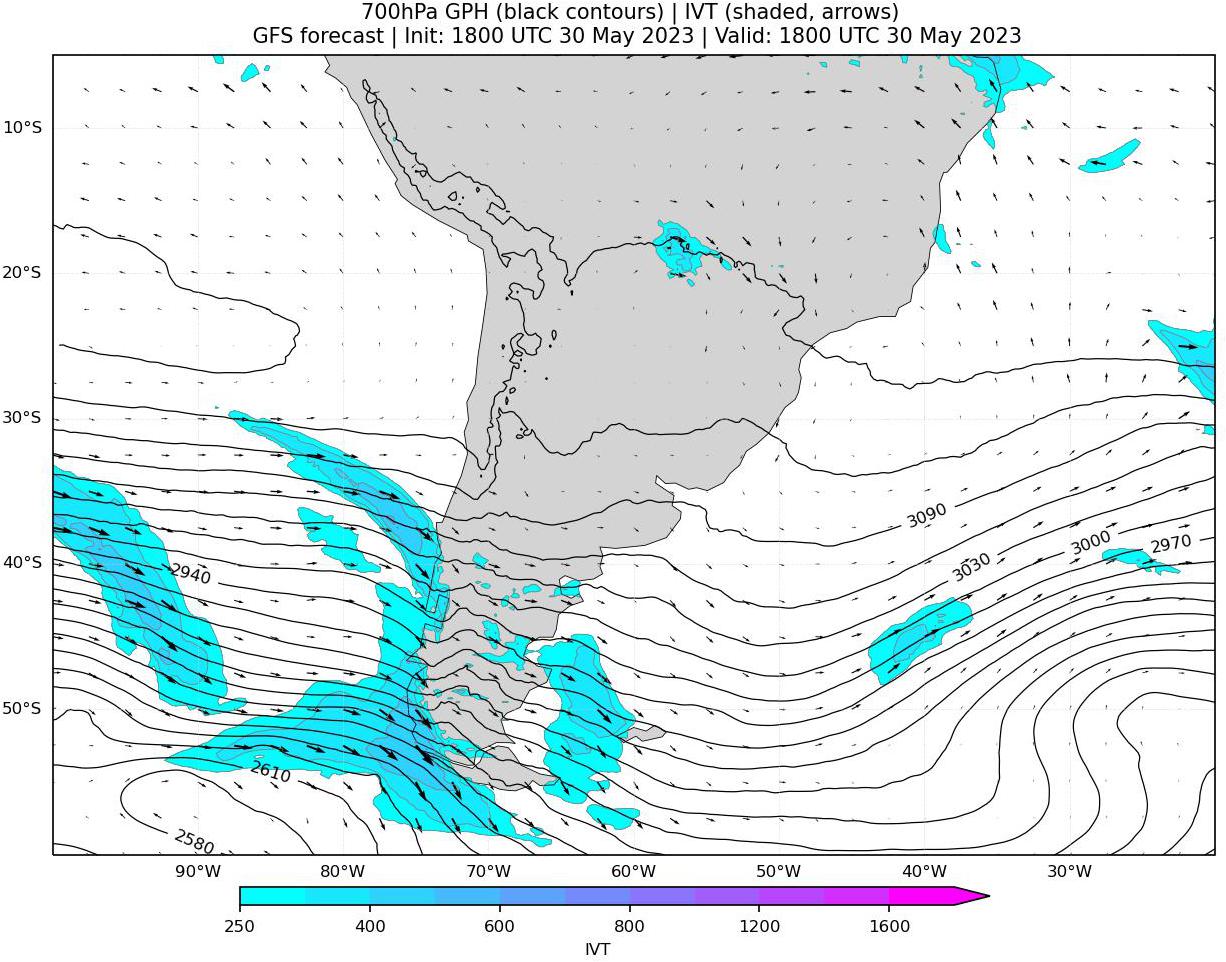 700hPa GPH (black contours) | IVT (shaded, arrows)
GFS forecast | Init: 1800 UTC 30 May 2023 | Valid: 1800 UTC 30 May 2023
10°S
20°S
30°S
3090
40°S
2940
3030
3000
2970
50°S
2610
2580
90°W 80°W 70°W 60°W 50°W 40°W 30°W
250 400 600 800 1200 1600
IVT